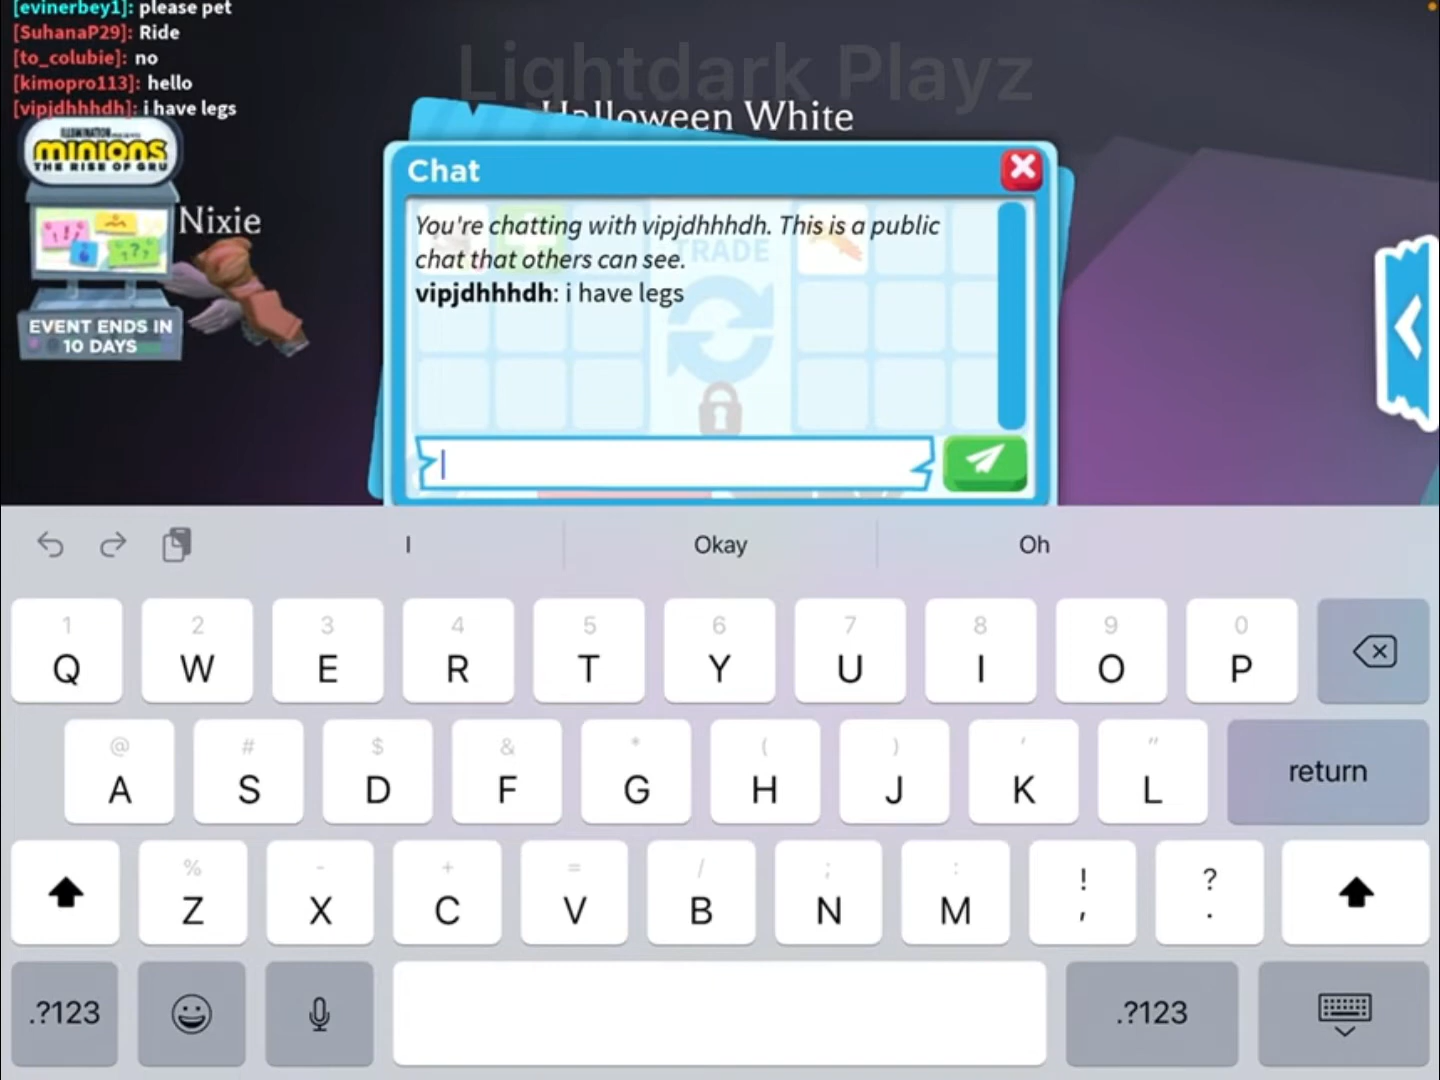 [evinerbey1]: please pet
[SuhanaP29]: Ride
[to_colubie]: no
[kimopro113]: hello
[vipjdhhhdh]: i have legs
Lightdark Playz
Halloween White
ILLUMINATION PRESENTS
MINIONS
THE RISE OF GRU
Nixie
EVENT ENDS IN
10 DAYS
Chat
You're chatting with vipjdhhhdh. This is a public
chat that others can see.
TRADE
vipjdhhhdh: i have legs
I Okay Oh
1 2 3 4 5 6 7 8 9 0
Q W E R T Y U I O P
@ # $ & * ( ) ' "
A S D F G H J K L return
% - + = / ; : ! ?
Z X C V B N M , .
.?123 .?123